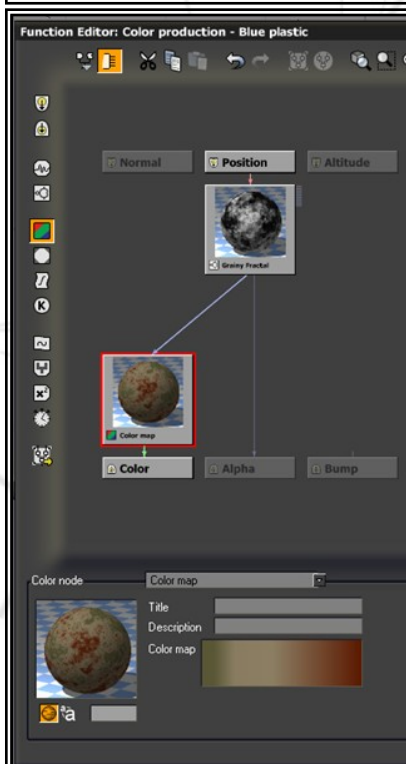 Function Editor: Color production - Blue plastic
Normal
Position
Altitude
Grainy Fractal
Color map
Color
Alpha
Bump
Color node
Color map
Title
Description
Color map